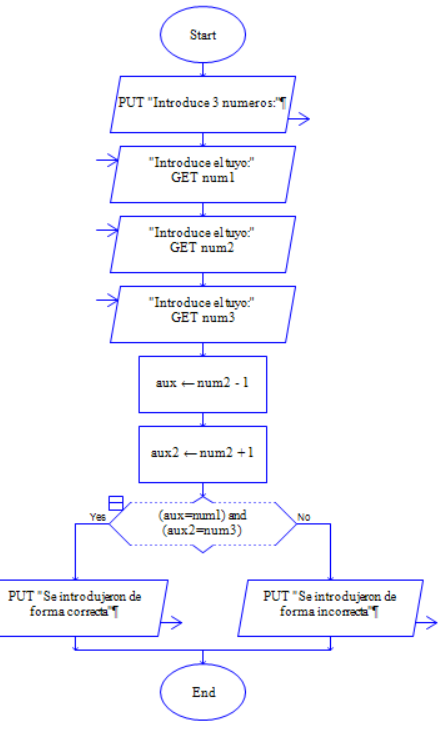 Start
PUT "Introduce 3 numeros:"¶
"Introduce el tuyo:"
GET num1
"Introduce el tuyo:"
GET num2
"Introduce el tuyo:"
GET num3
aux ← num2 - 1
aux2 ← num2 + 1
Yes
(aux=num1) and
(aux2=num3)
No
PUT "Se introdujeron de
forma correcta"¶
PUT "Se introdujeron de
forma incorrecta"¶
End